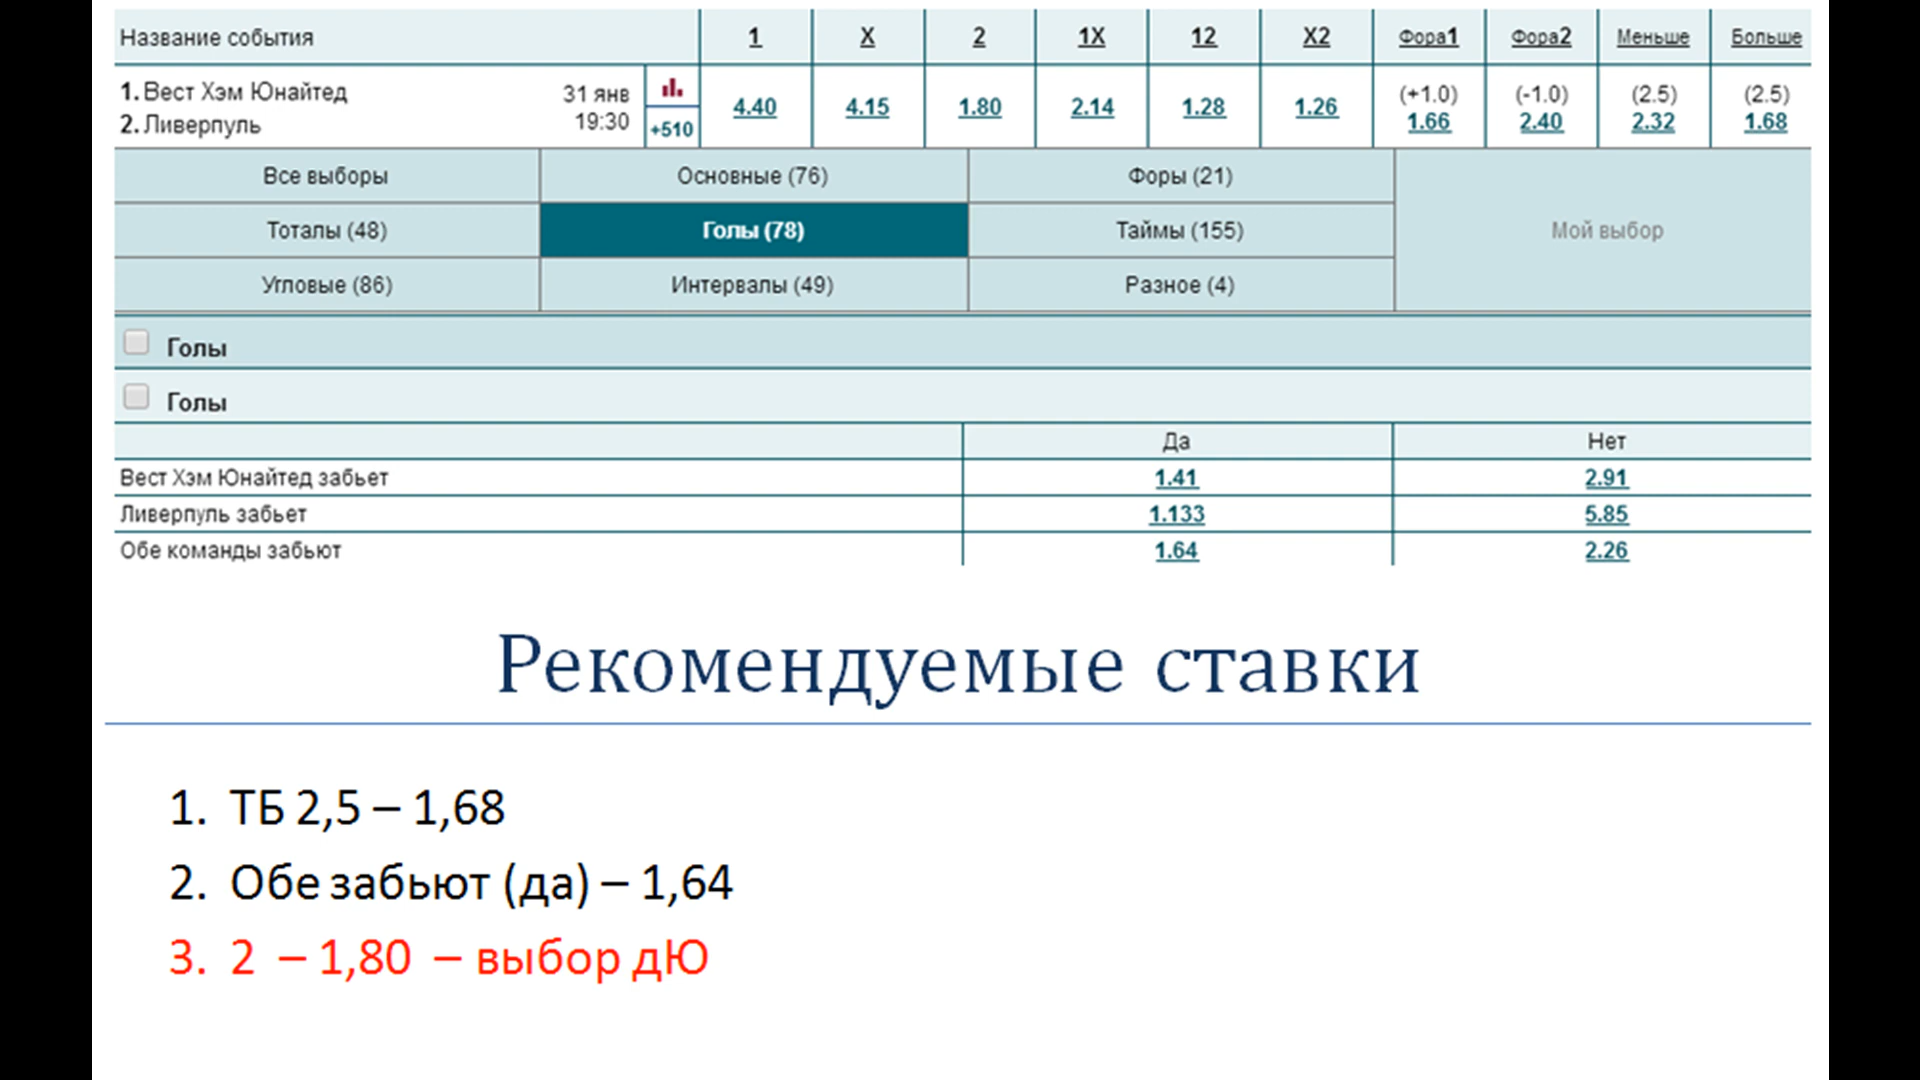 Название события 1 X 2 1X 12 X2 Фора1 Фора2 Меньше Больше
1. Вест Хэм Юнайтед 31 янв (+1.0) (-1.0) (2.5) (2.5)
4.40 4.15 1.80 2.14 1.28 1.26
2. Ливерпуль 19:30 +510 1.66 2.40 2.32 1.68
Все выборы Основные (76) Форы (21)
Тоталы (48) Голы (78) Таймы (155) Мой выбор
Угловые (86) Интервалы (49) Разное (4)
Голы
Голы
Да Нет
Вест Хэм Юнайтед забьет 1.41 2.91
Ливерпуль забьет 1.133 5.85
Обе команды забьют 1.64 2.26
Рекомендуемые ставки
1. ТБ 2,5 – 1,68
2. Обе забьют (да) – 1,64
3. 2 – 1,80 – выбор дЮ